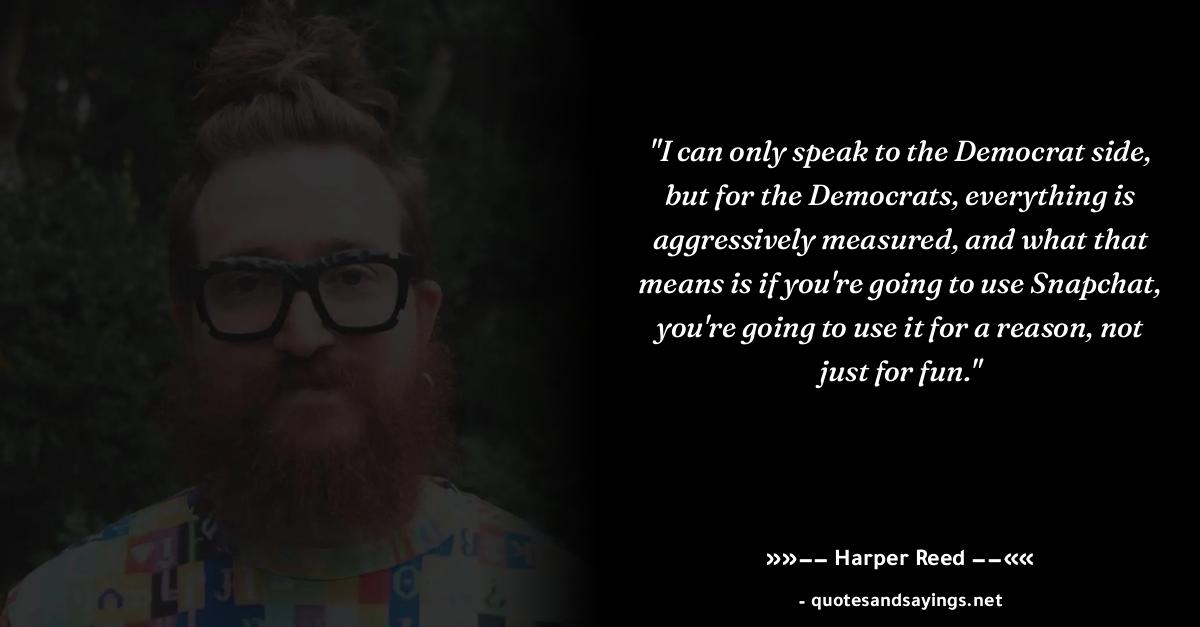 "I can only speak to the Democrat side,
but for the Democrats, everything is
aggressively measured, and what that
means is if you're going to use Snapchat,
you're going to use it for a reason, not
just for fun."
»»−− Harper Reed −−««
- quotesandsayings.net